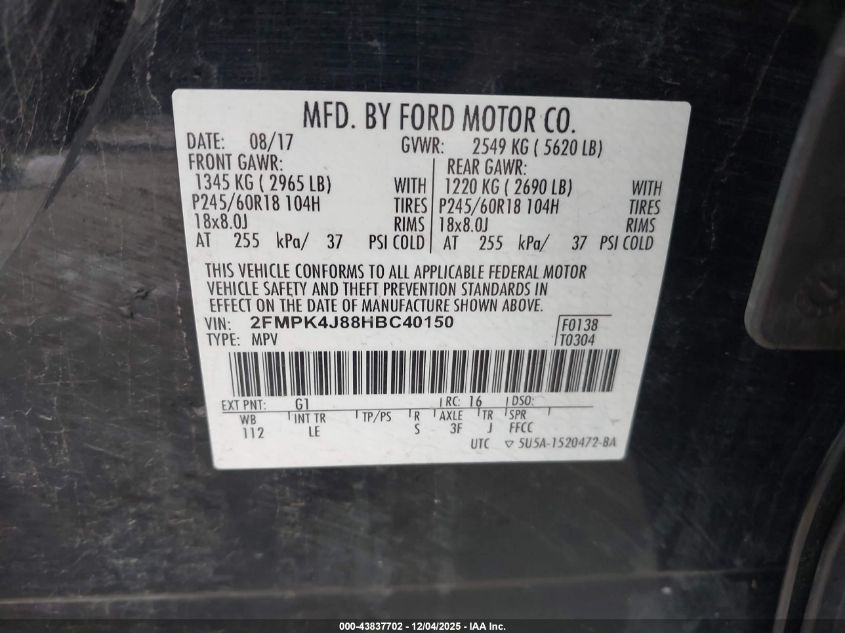 MFD. BY FORD MOTOR CO.
DATE: 08/17 GVWR: 2549 KG ( 5620 LB)
FRONT GAWR: REAR GAWR:
1345 KG ( 2965 LB) WITH 1220 KG ( 2690 LB) WITH
P245/60R18 104H TIRES P245/60R18 104H TIRES
18x8.0J RIMS 18x8.0J RIMS
AT 255 kPa/ 37 PSI COLD AT 255 kPa/ 37 PSI COLD
THIS VEHICLE CONFORMS TO ALL APPLICABLE FEDERAL MOTOR
VEHICLE SAFETY AND THEFT PREVENTION STANDARDS IN
EFFECT ON THE DATE OF MANUFACTURE SHOWN ABOVE.
VIN: 2FMPK4J88HBC40150 F0138
TYPE: MPV T0304
EXT PNT: G1 RC: 16 DSO:
WB INT TR TP/PS R AXLE TR SPR
112 LE S 3F J FFCC
UTC ▽ 5U5A-1520472-BA
000-43837702 - 12/04/2025 - IAA Inc.